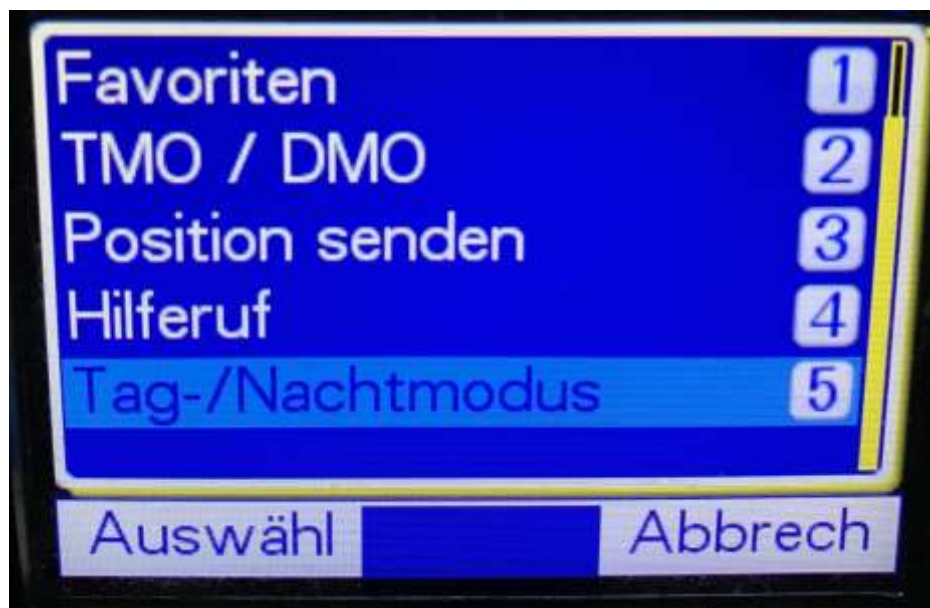 Favoriten 1
TMO / DMO 2
Position senden 3
Hilferuf 4
Tag-/Nachtmodus 5
Auswähl Abbrech